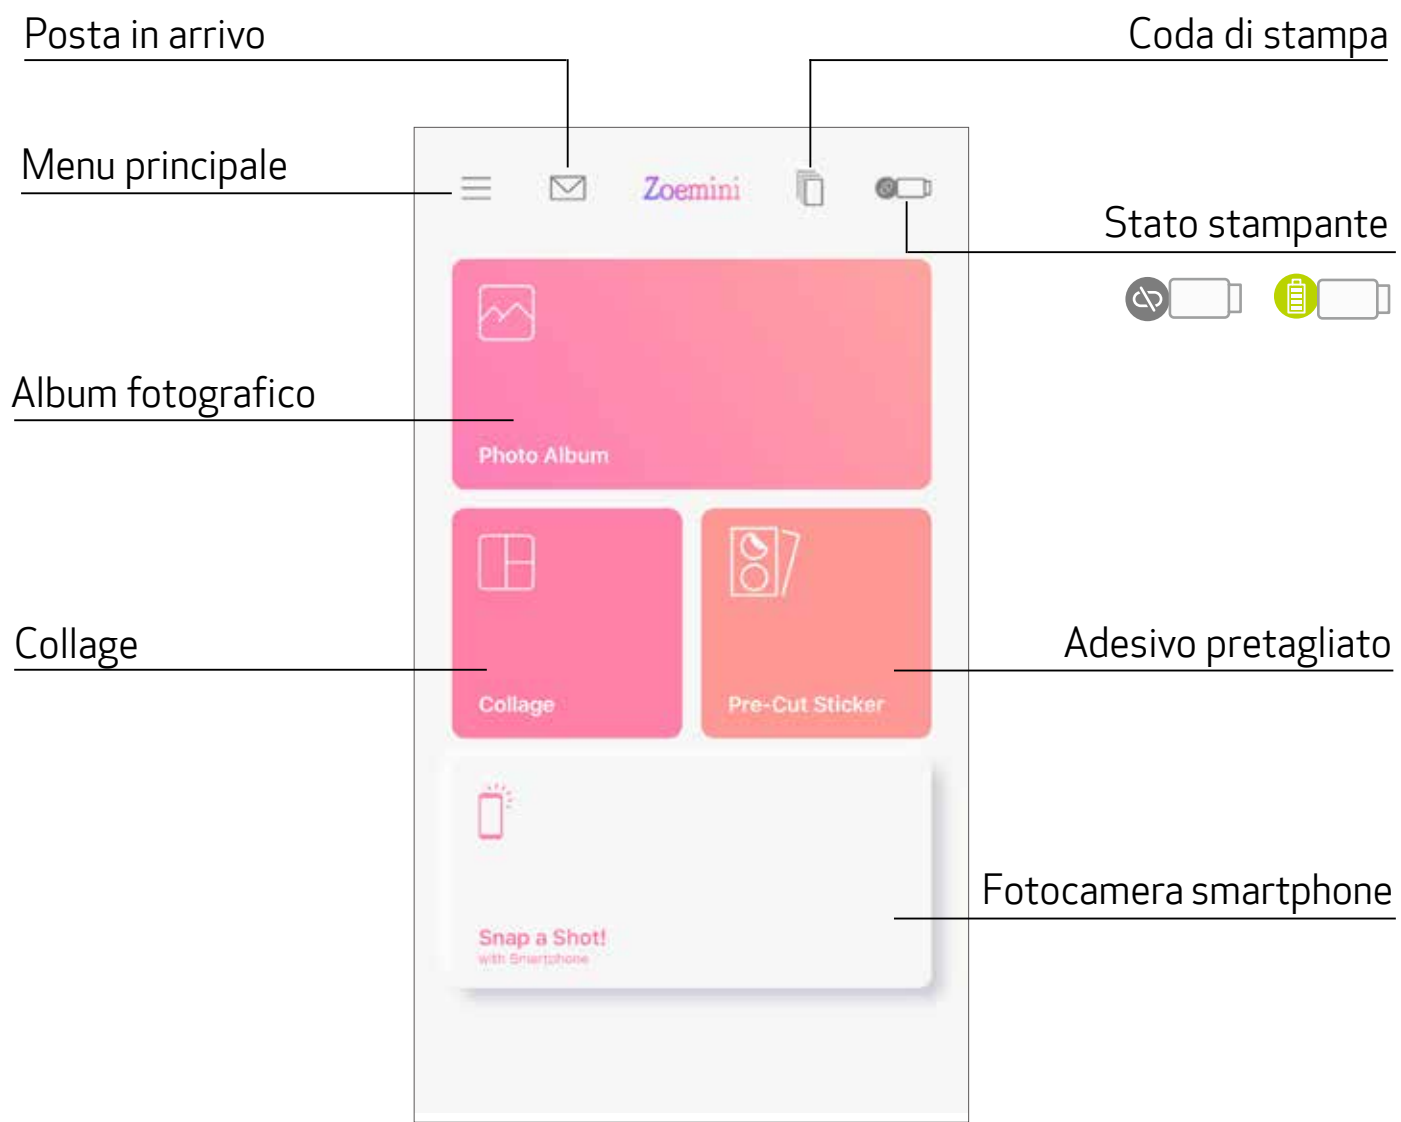 Posta in arrivo
Coda di stampa
Menu principale
Zoemini
Stato stampante
Album fotografico
Photo Album
Collage
Adesivo pretagliato
Collage
Pre-Cut Sticker
Fotocamera smartphone
Snap a Shot!
with Smartphone